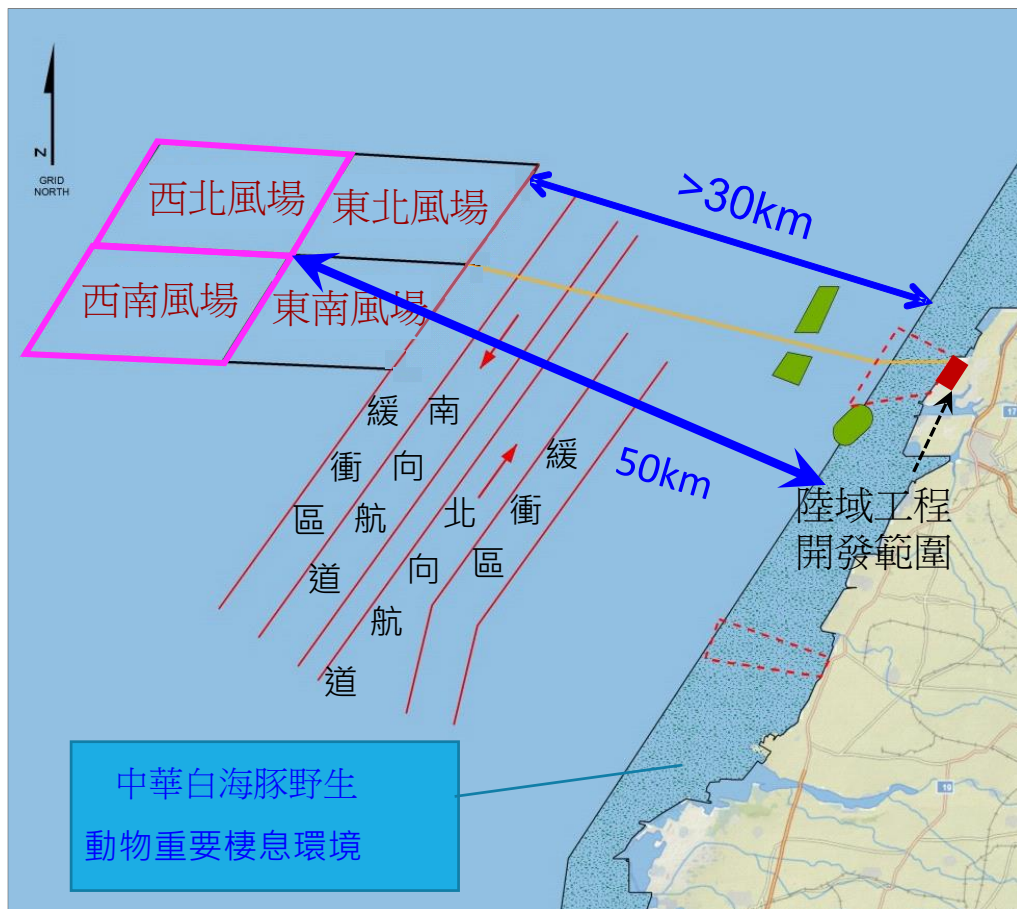 N
GRID
NORTH
西北風場
東北風場
>30km
西南風場
東南風場
緩衝區
南向航道
北向航道
緩衝區
50km
陸域工程
開發範圍
17
19
中華白海豚野生
動物重要棲息環境